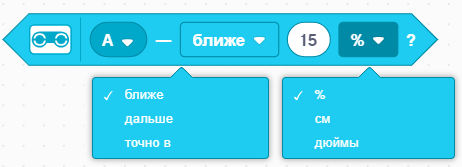 A — ближе 15 % ?
✓ ближе
дальше
точно в
✓ %
см
дюймы